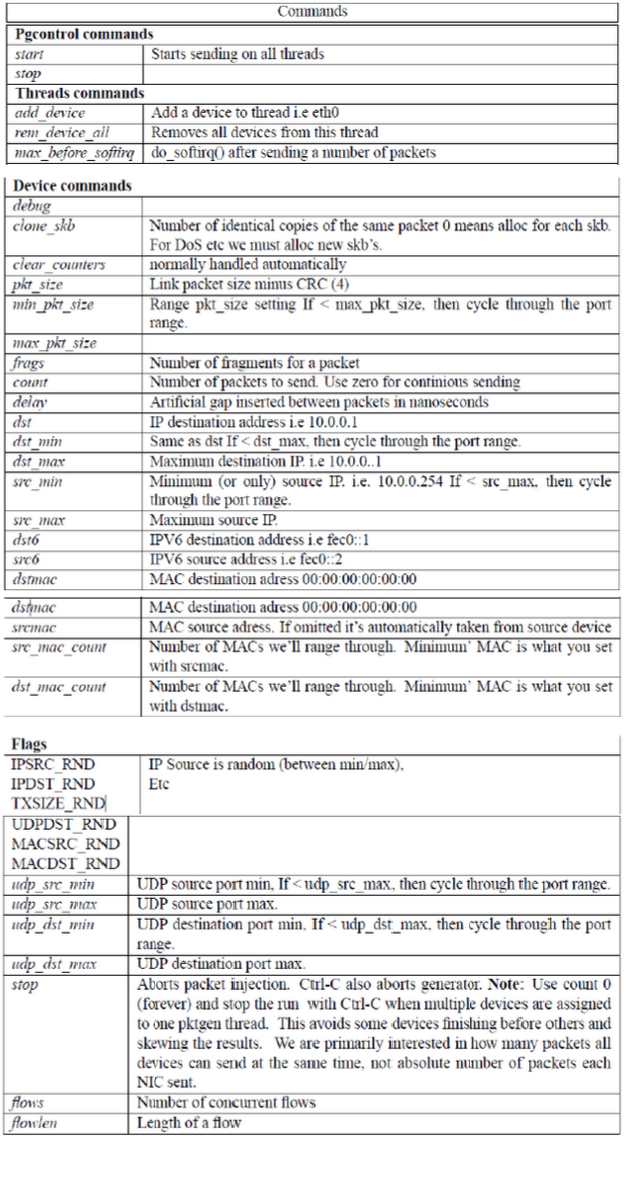 Commands
Pgcontrol commands
start Starts sending on all threads
stop
Threads commands
add_device Add a device to thread i.e eth0
rem_device_all Removes all devices from this thread
max_before_softirq do_softirq() after sending a number of packets
Device commands
debug
clone_skb Number of identical copies of the same packet 0 means alloc for each skb.
For DoS etc we must alloc new skb's.
clear_counters normally handled automatically
pkt_size Link packet size minus CRC (4)
min_pkt_size Range pkt_size setting If < max_pkt_size, then cycle through the port
range.
max_pkt_size
frags Number of fragments for a packet
count Number of packets to send. Use zero for continious sending
delay Artificial gap inserted between packets in nanoseconds
dst IP destination address i.e 10.0.0.1
dst_min Same as dst If < dst_max, then cycle through the port range.
dst_max Maximum destination IP. i.e 10.0.0..1
src_min Minimum (or only) source IP. i.e. 10.0.0.254 If < src_max, then cycle
through the port range.
src_max Maximum source IP.
dst6 IPV6 destination address i.e fec0::1
src6 IPV6 source address i.e fec0::2
dstmac MAC destination adress 00:00:00:00:00:00
dstmac MAC destination adress 00:00:00:00:00:00
srcmac MAC source adress. If omitted it's automatically taken from source device
src_mac_count Number of MACs we'll range through. Minimum' MAC is what you set
with srcmac.
dst_mac_count Number of MACs we'll range through. Minimum' MAC is what you set
with dstmac.
Flags
IPSRC_RND IP Source is random (between min/max),
IPDST_RND Etc
TXSIZE_RND
UDPDST_RND
MACSRC_RND
MACDST_RND
udp_src_min UDP source port min, If < udp_src_max, then cycle through the port range.
udp_src_max UDP source port max.
udp_dst_min UDP destination port min, If < udp_dst_max, then cycle through the port
range.
udp_dst_max UDP destination port max.
stop Aborts packet injection. Ctrl-C also aborts generator. Note: Use count 0
(forever) and stop the run with Ctrl-C when multiple devices are assigned
to one pktgen thread. This avoids some devices finishing before others and
skewing the results. We are primarily interested in how many packets all
devices can send at the same time, not absolute number of packets each
NIC sent.
flows Number of concurrent flows
flowlen Length of a flow